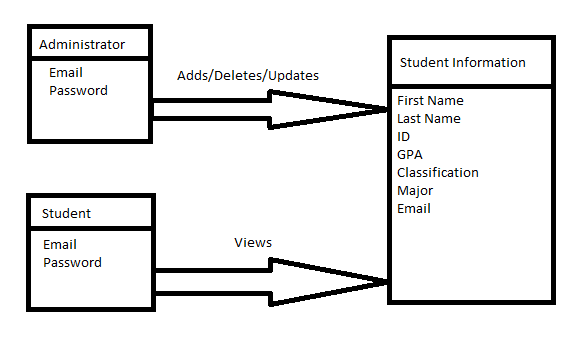 Administrator
Email
Password
Adds/Deletes/Updates
Student Information
First Name
Last Name
ID
GPA
Classification
Major
Email
Student
Email
Password
Views